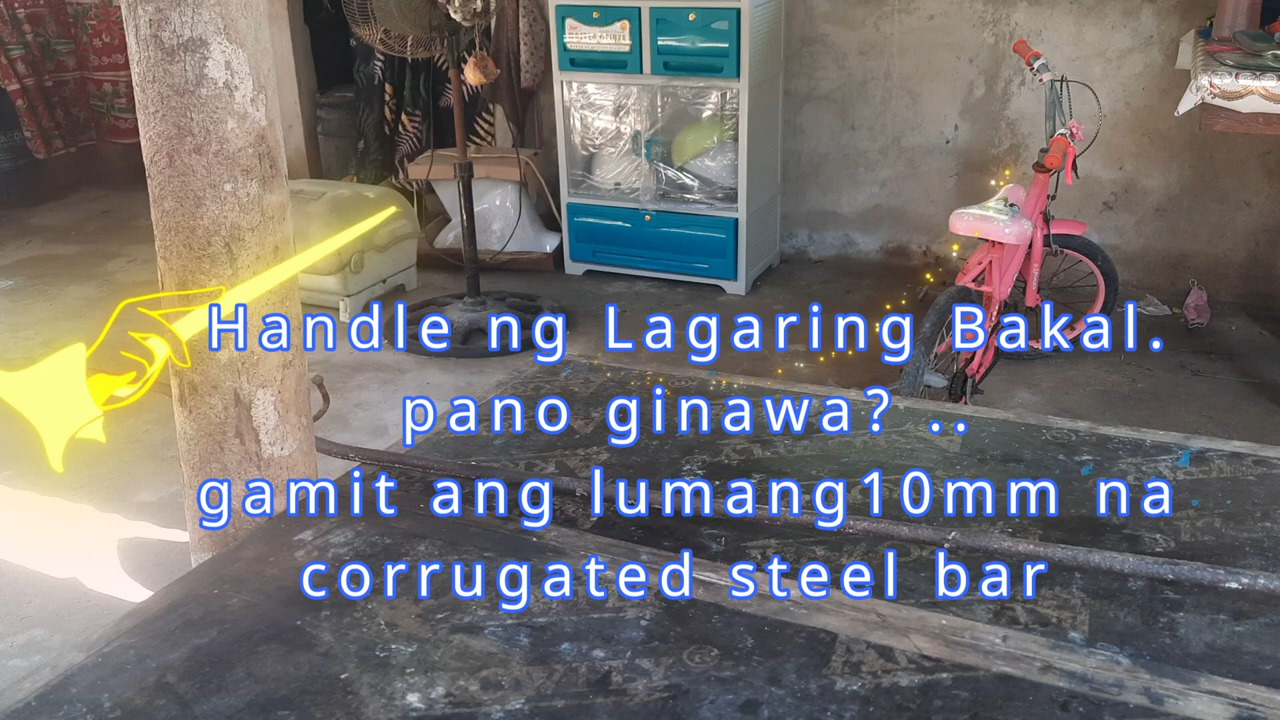 Handle ng Lagaring Bakal.
pano ginawa? ..
gamit ang lumang10mm na
corrugated steel bar